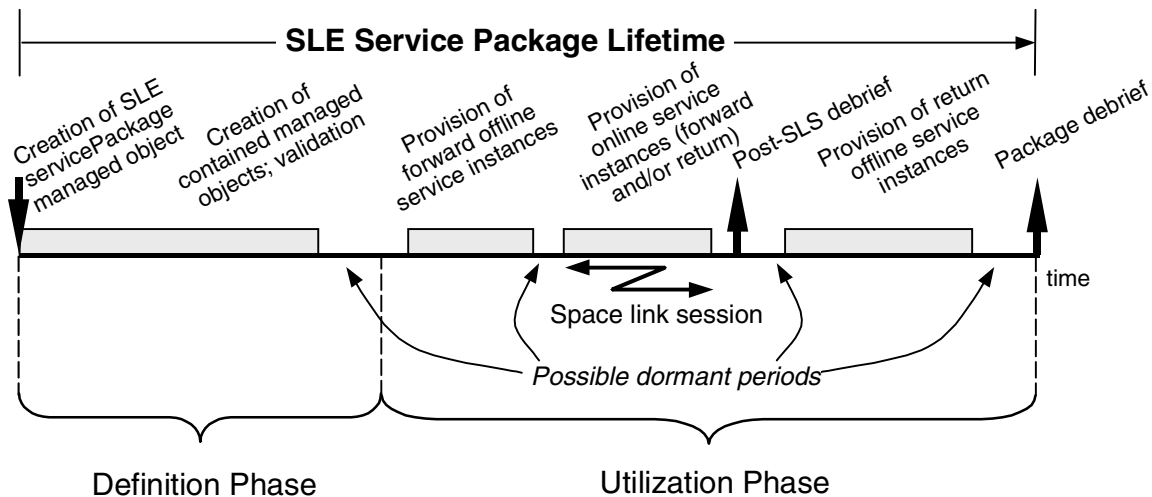 SLE Service Package Lifetime
Creation of SLE
servicePackage
managed object
Creation of
contained managed
objects; validation
Provision of
forward offline
service instances
Provision of
online service
instances (forward
and/or return)
Post-SLS debrief
Provision of return
offline service
instances
Package debrief
time
Space link session
Possible dormant periods
Definition Phase
Utilization Phase